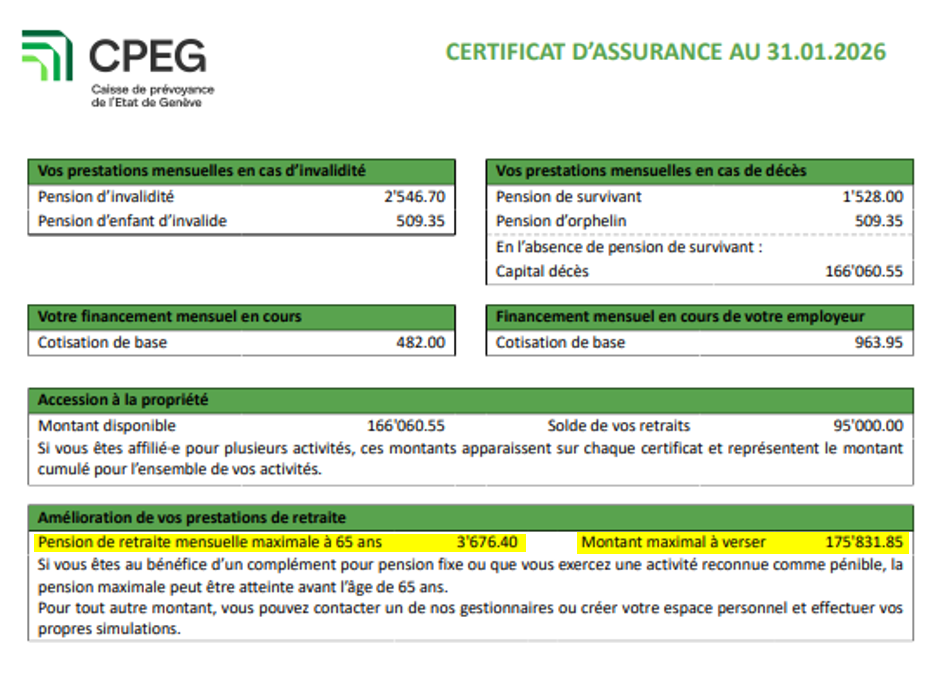 CPEG
Caisse de prévoyance
de l'Etat de Genève
CERTIFICAT D'ASSURANCE AU 31.01.2026
Vos prestations mensuelles en cas d'invalidité
Pension d'invalidité 2'546.70
Pension d'enfant d'invalide 509.35
Vos prestations mensuelles en cas de décès
Pension de survivant 1'528.00
Pension d'orphelin 509.35
En l'absence de pension de survivant :
Capital décès 166'060.55
Votre financement mensuel en cours
Cotisation de base 482.00
Financement mensuel en cours de votre employeur
Cotisation de base 963.95
Accession à la propriété
Montant disponible 166'060.55 Solde de vos retraits 95'000.00
Si vous êtes affilié-e pour plusieurs activités, ces montants apparaissent sur chaque certificat et représentent le montant
cumulé pour l'ensemble de vos activités.
Amélioration de vos prestations de retraite
Pension de retraite mensuelle maximale à 65 ans 3'676.40 Montant maximal à verser 175'831.85
Si vous êtes au bénéfice d'un complément pour pension fixe ou que vous exercez une activité reconnue comme pénible, la
pension maximale peut être atteinte avant l'âge de 65 ans.
Pour tout autre montant, vous pouvez contacter un de nos gestionnaires ou créer votre espace personnel et effectuer vos
propres simulations.